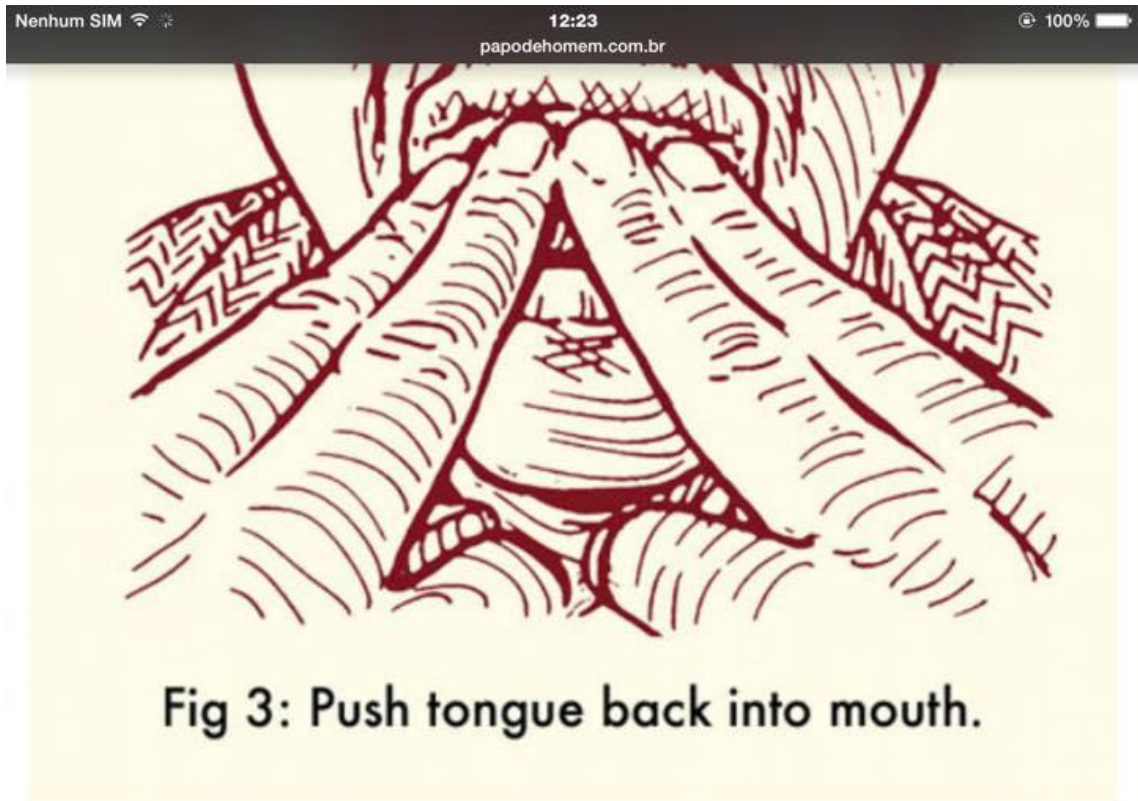 Nenhum SIM 12:23 100%
papodehomem.com.br
Fig 3: Push tongue back into mouth.